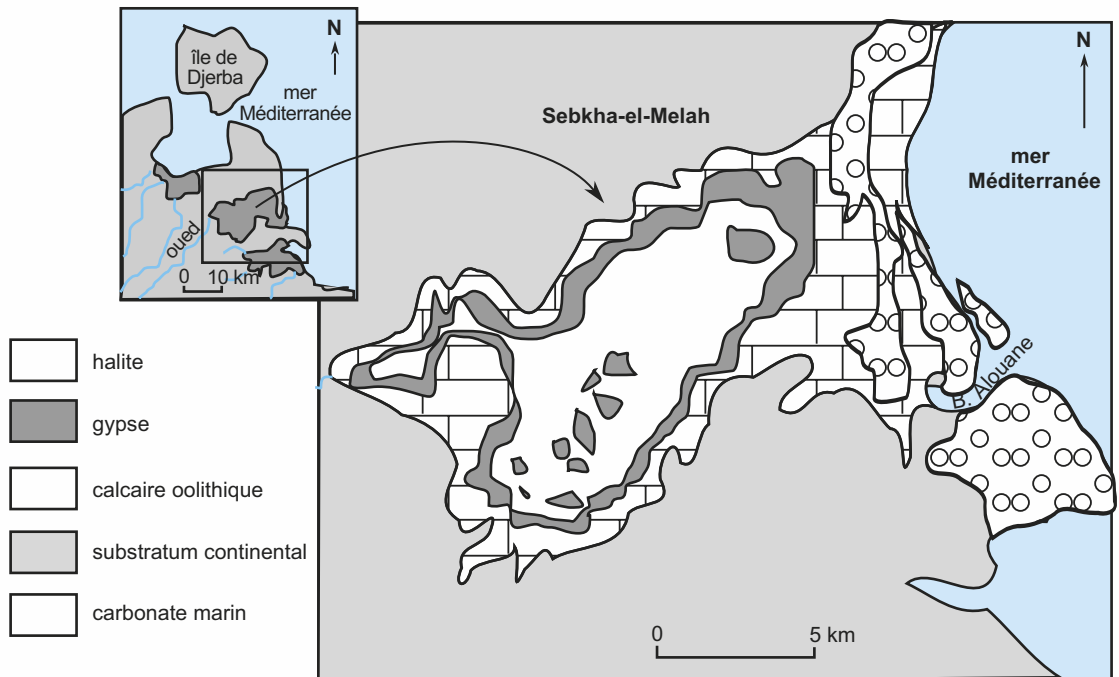 N
île de
Djerba
mer
Méditerranée
oued
0 10 km
Sebkha-el-Melah
N
mer
Méditerranée
B. Alouane
halite
gypse
calcaire oolithique
substratum continental
carbonate marin
0 5 km